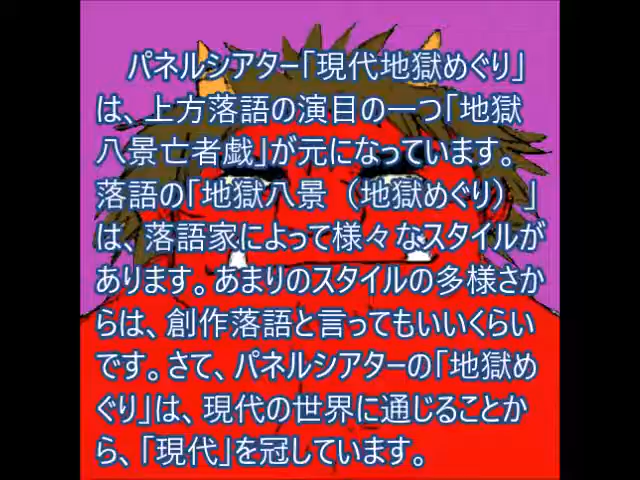 パネルシアター「現代地獄めぐり」
は、上方落語の演目の一つ「地獄
八景亡者戯」が元になっています。
落語の「地獄八景（地獄めぐり）」
は、落語家によって様々なスタイルが
あります。あまりのスタイルの多様さか
らは、創作落語と言ってもいいくらい
です。さて、パネルシアターの「地獄め
ぐり」は、現代の世界に通じることか
ら、「現代」を冠しています。